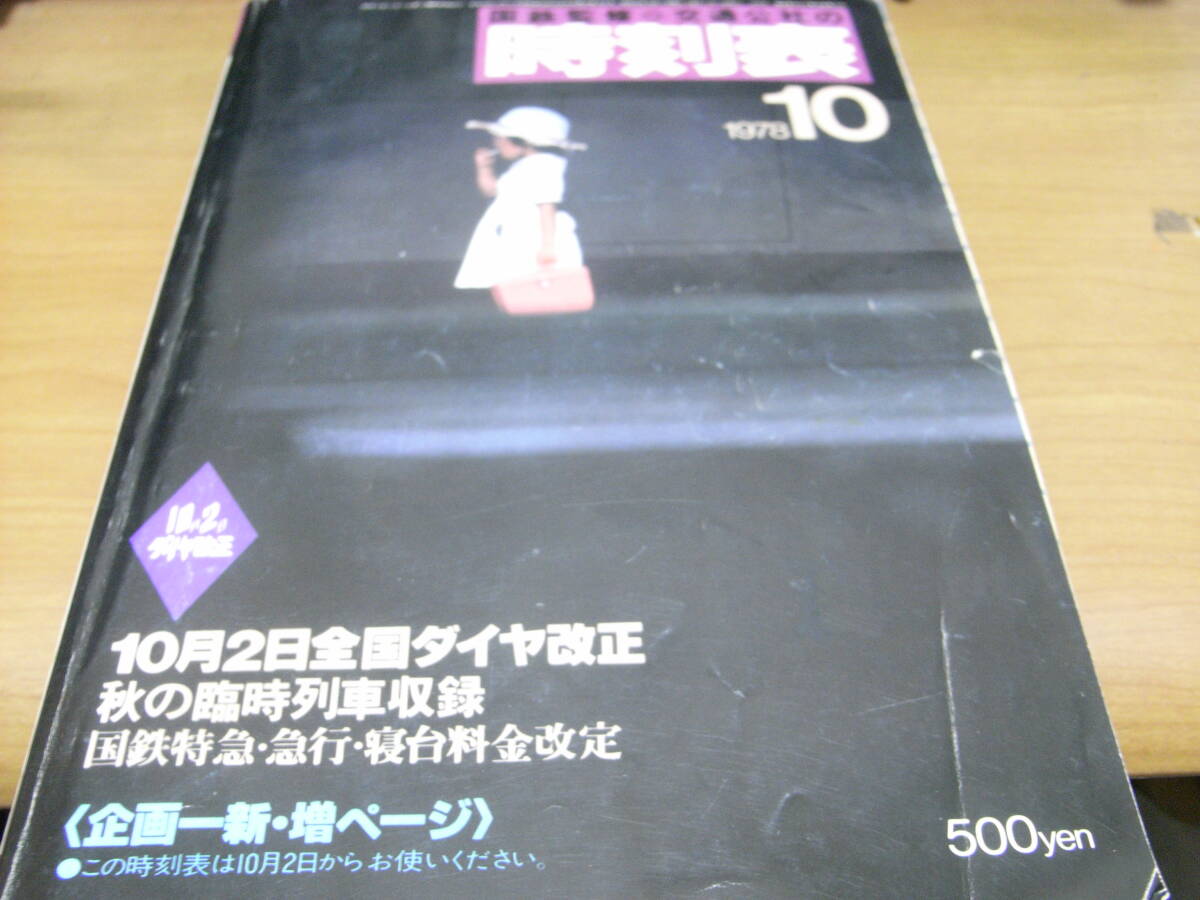 国鉄監修 交通公社の
時刻表
1978 10
10月2日
ダイヤ改正
10月2日全国ダイヤ改正
秋の臨時列車収録
国鉄特急・急行・寝台料金改定
〈企画一新・増ページ〉
●この時刻表は10月2日からお使いください。
500yen